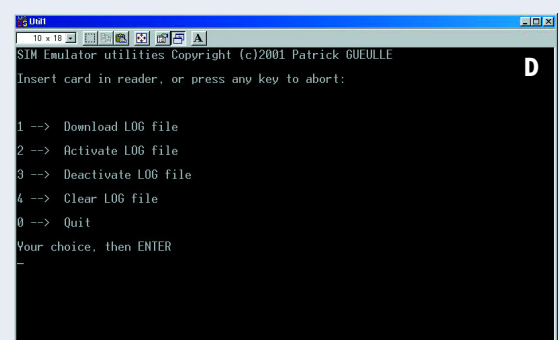 Util1
10 x 18
A
SIM Emulator utilities Copyright (c)2001 Patrick GUEULLE
D
Insert card in reader, or press any key to abort:
1 --> Download LOG file
2 --> Activate LOG file
3 --> Deactivate LOG file
4 --> Clear LOG file
0 --> Quit
Your choice, then ENTER